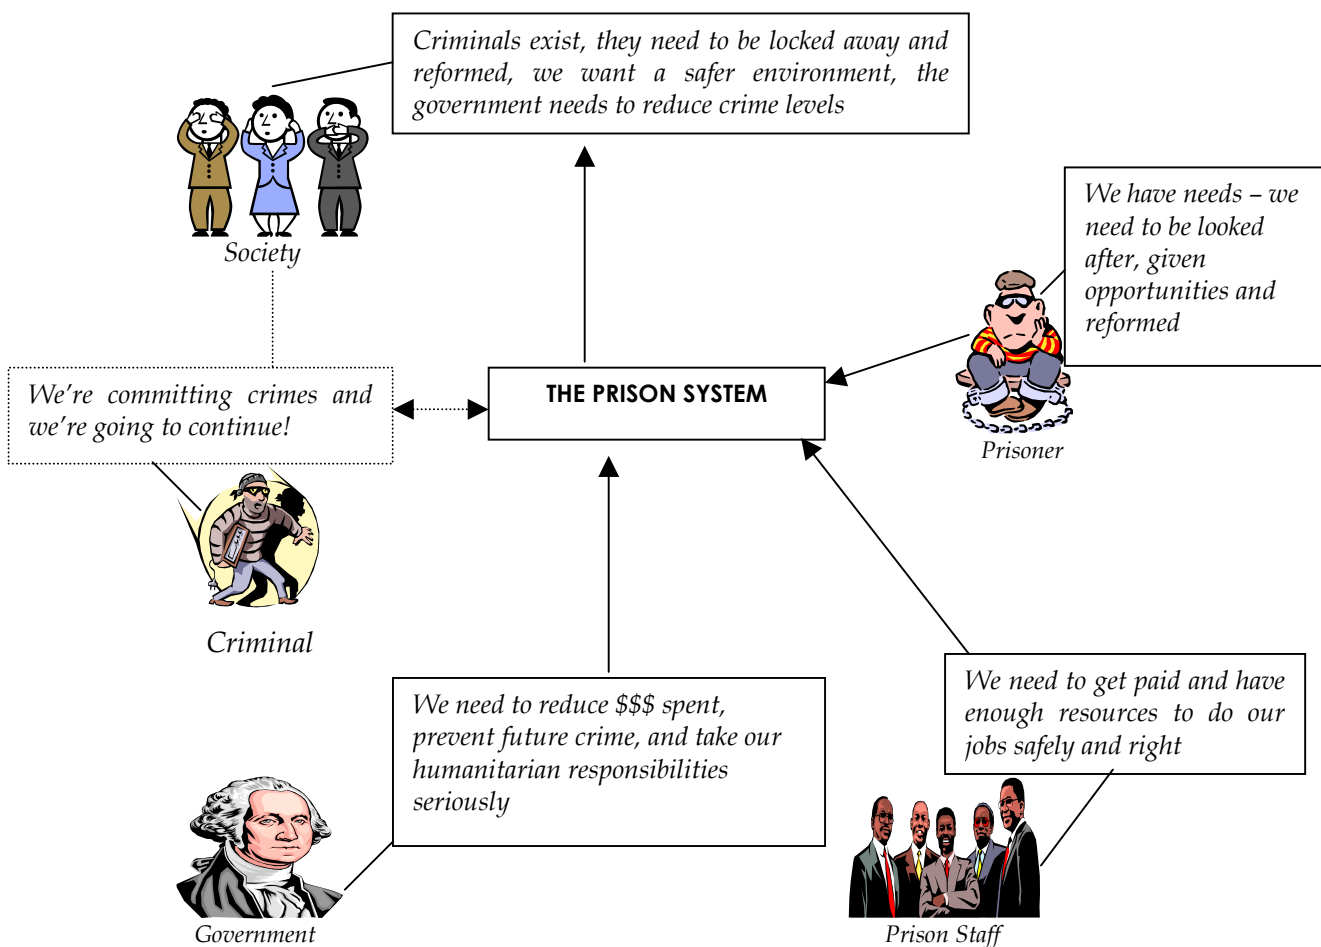 Criminals exist, they need to be locked away and
reformed, we want a safer environment, the
government needs to reduce crime levels
Society
We have needs – we
need to be looked
after, given
opportunities and
reformed
Prisoner
THE PRISON SYSTEM
We’re committing crimes and
we’re going to continue!
Criminal
We need to reduce $$$ spent,
prevent future crime, and take our
humanitarian responsibilities
seriously
Government
We need to get paid and have
enough resources to do our
jobs safely and right
Prison Staff